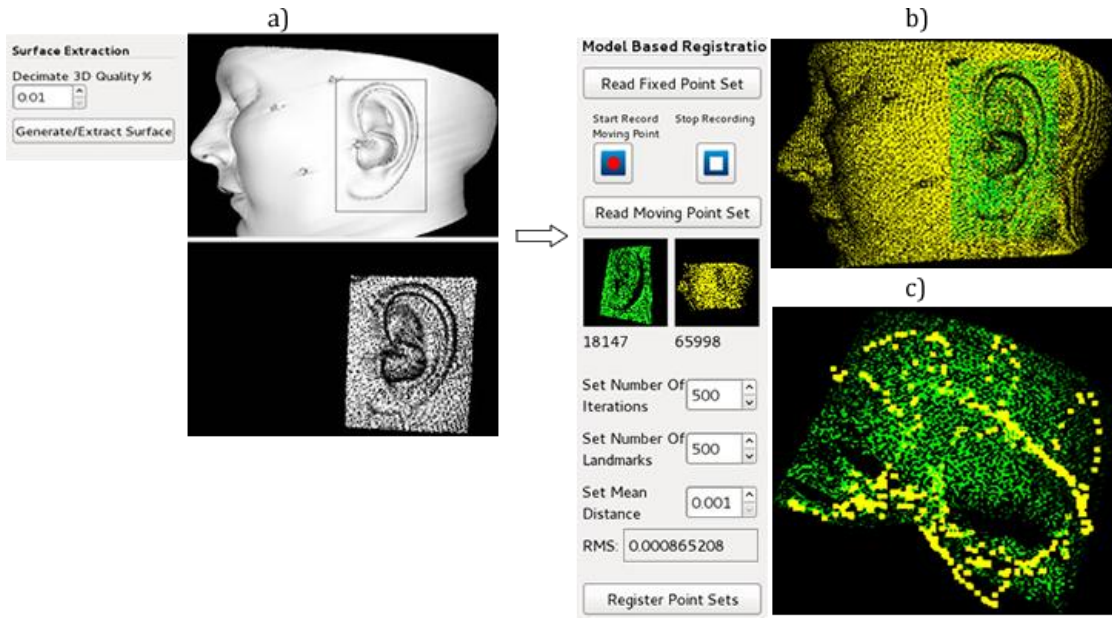 a)
Surface Extraction
Decimate 3D Quality %
0.01
Generate/Extract Surface
b)
Model Based Registratio
Read Fixed Point Set
Start Record
Moving Point
Stop Recording
Read Moving Point Set
18147
65998
Set Number Of
Iterations
500
Set Number Of
Landmarks
500
Set Mean
Distance
0.001
RMS:
0.000865208
Register Point Sets
c)